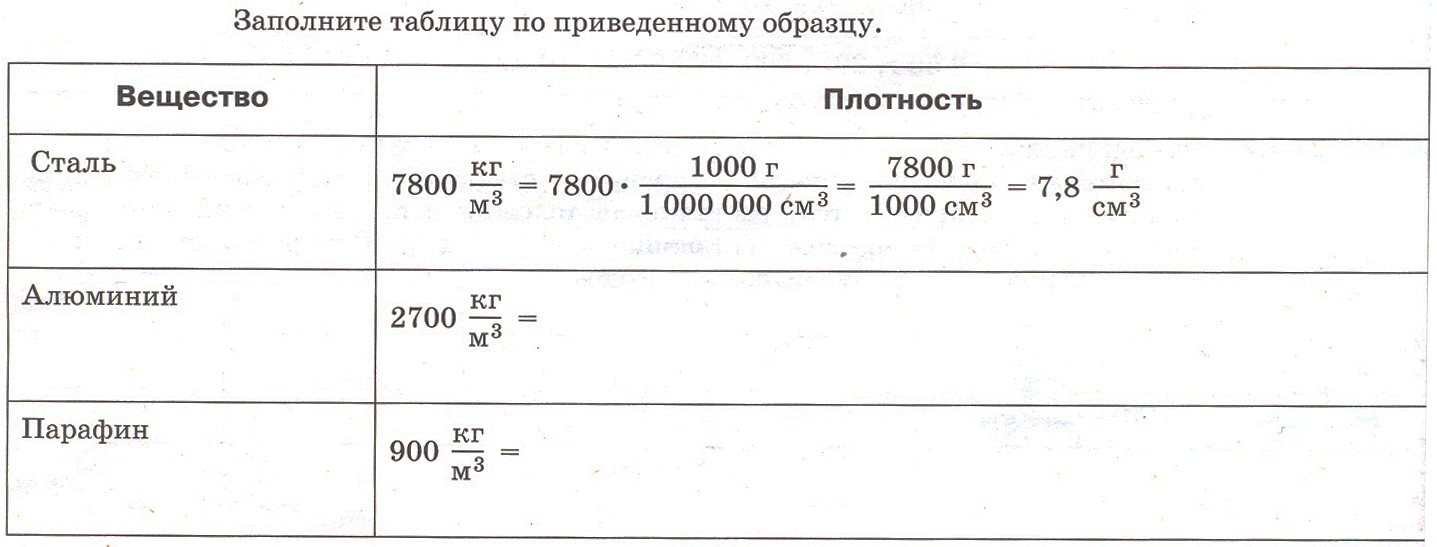 Заполните таблицу по приведенному образцу.
Вещество Плотность
Сталь 7800 кг/м³ = 7800 · 1000 г/1 000 000 см³ = 7800 г/1000 см³ = 7,8 г/см³
Алюминий 2700 кг/м³ =
Парафин 900 кг/м³ =